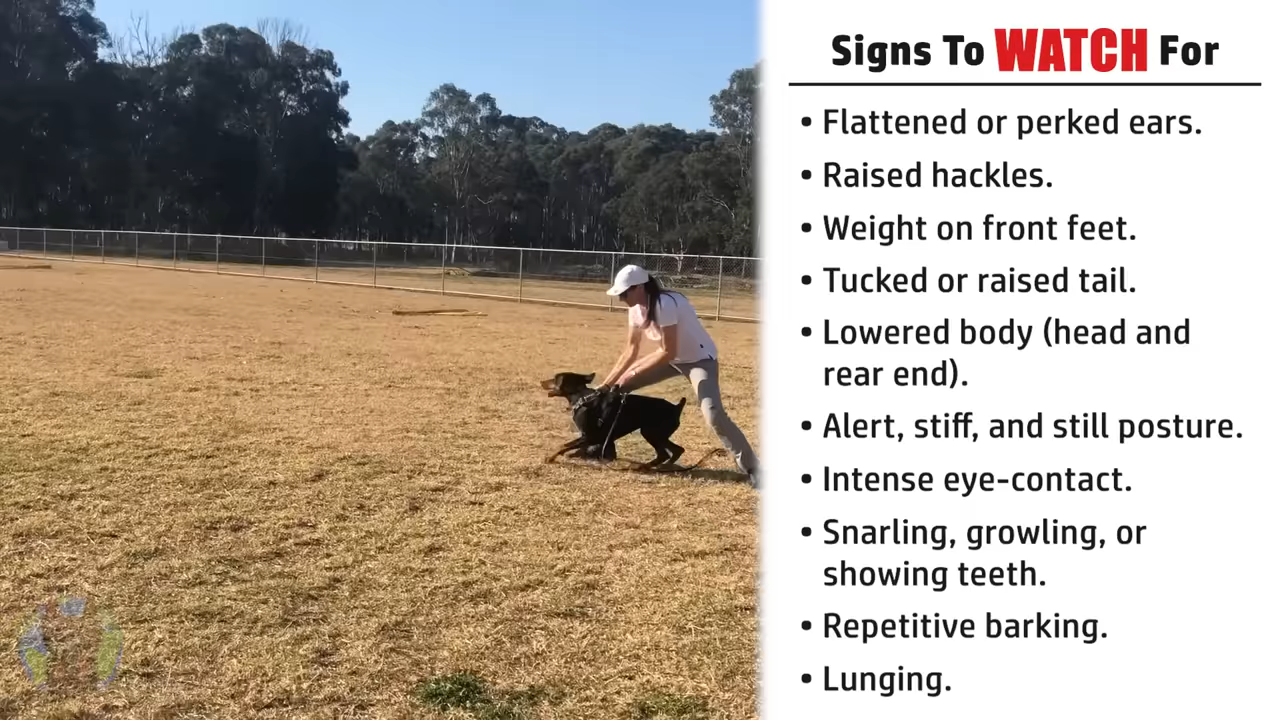 Signs To WATCH For
• Flattened or perked ears.
• Raised hackles.
• Weight on front feet.
• Tucked or raised tail.
• Lowered body (head and
rear end).
• Alert, stiff, and still posture.
• Intense eye-contact.
• Snarling, growling, or
showing teeth.
• Repetitive barking.
• Lunging.